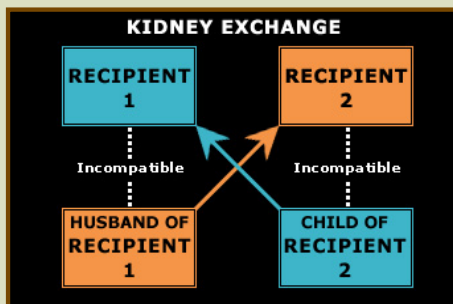 KIDNEY EXCHANGE
RECIPIENT
1
RECIPIENT
2
Incompatible
Incompatible
HUSBAND OF
RECIPIENT
1
CHILD OF
RECIPIENT
2